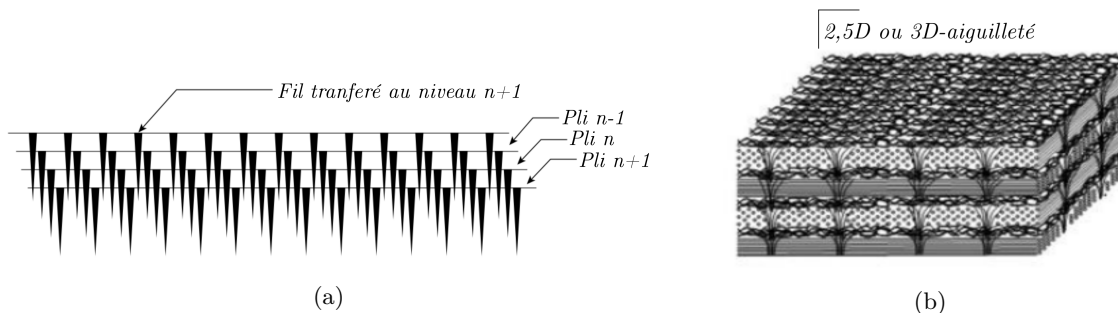 2,5D ou 3D-aiguilleté
Fil tranferé au niveau n+1
Pli n-1
Pli n
Pli n+1
(a)
(b)